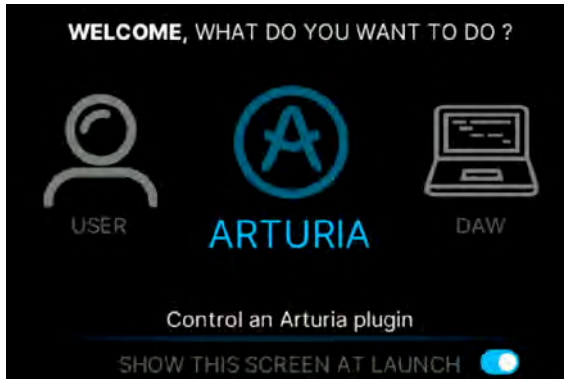 WELCOME, WHAT DO YOU WANT TO DO ?
USER
ARTURIA
DAW
Control an Arturia plugin
SHOW THIS SCREEN AT LAUNCH